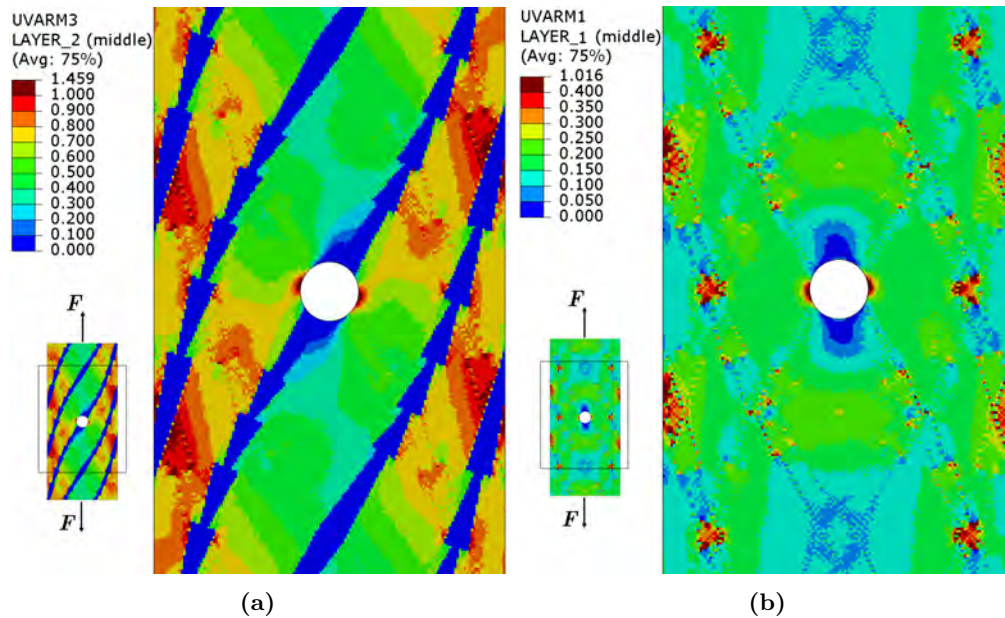 UVARM3
LAYER_2 (middle)
(Avg: 75%)
1.459
1.000
0.900
0.800
0.700
0.600
0.500
0.400
0.300
0.200
0.100
0.000
F
F
(a)
UVARM1
LAYER_1 (middle)
(Avg: 75%)
1.016
0.400
0.350
0.300
0.250
0.200
0.150
0.100
0.050
0.000
F
F
(b)